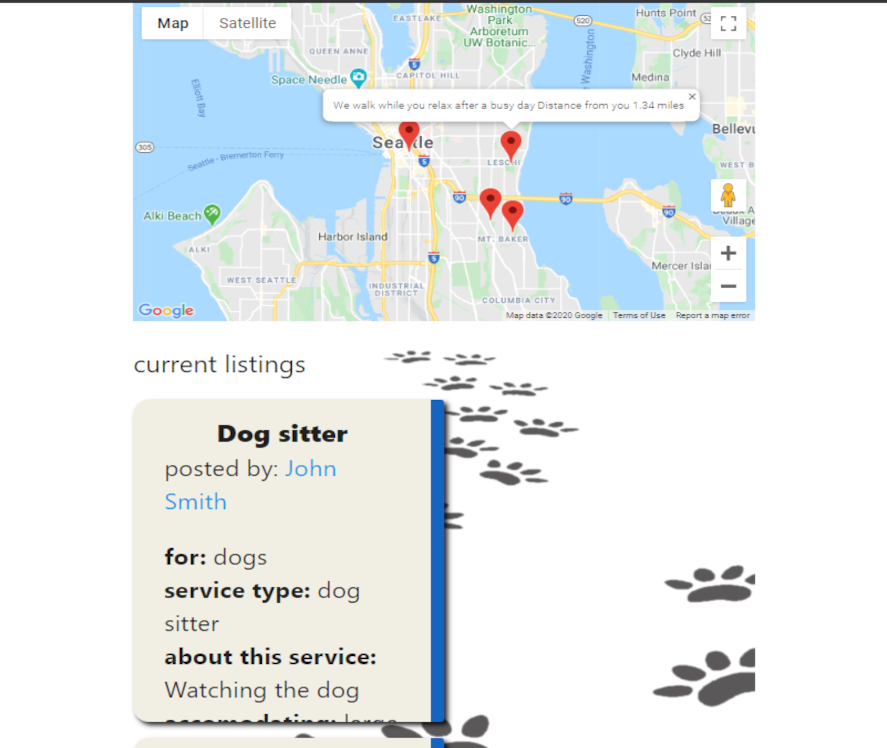 Map Satellite
EASTLAKE
Washington
Park
Arboretum
UW Botanic...
520
Hunts Point
Clyde Hill
QUEEN ANNE
5
Space Needle
CAPITOL HILL
Medina
Elliott Bay
Washington
We walk while you relax after a busy day Distance from you 1.34 miles
×
Seattle
Bellevu
305
Seattle - Bremerton Ferry
5
LESCHI
WEST B
90
90
90
Alki Beach
Village
Harbor Island
MT. BAKER
ALKI
5
Mercer Islan
WEST SEATTLE
INDUSTRIAL
DISTRICT
COLUMBIA CITY
Google
Map data ©2020 Google Terms of Use Report a map error
current listings
Dog sitter
posted by: John
Smith
for: dogs
service type: dog
sitter
about this service:
Watching the dog
accomodating: large